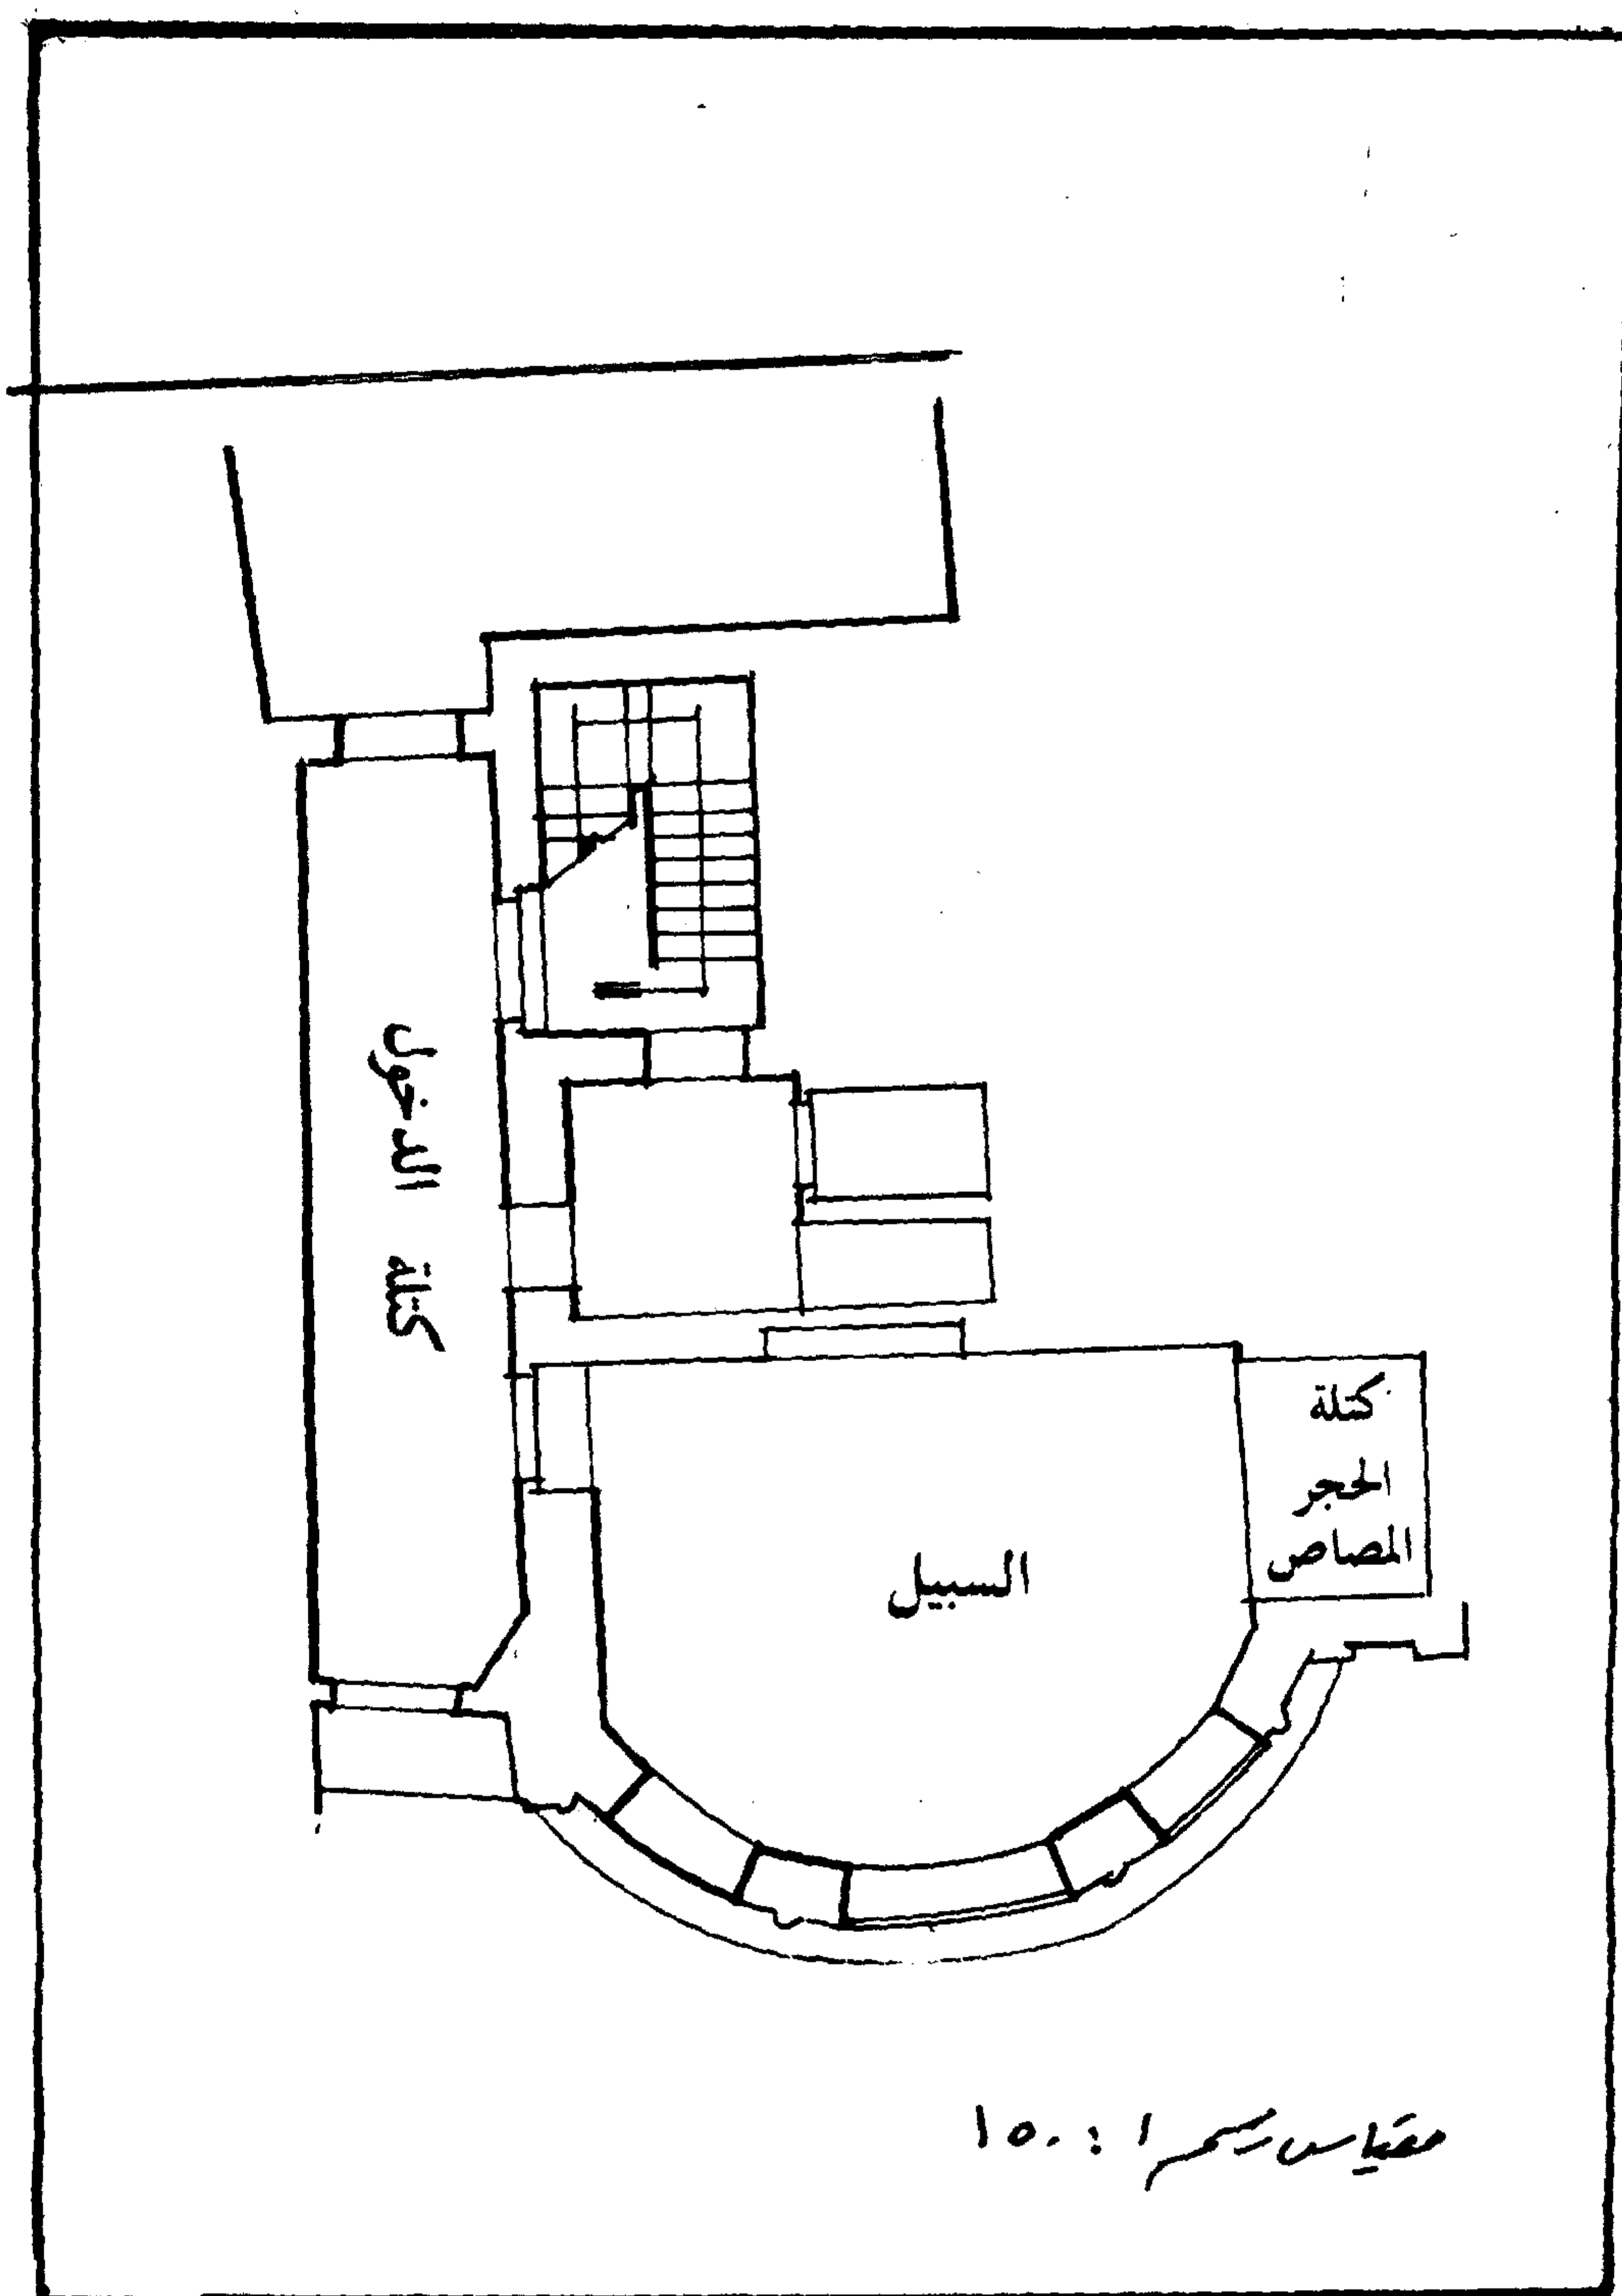 كتلة الدخول
كتلة
الحجر
المصاص
السبيل
مقياس رسم ١ : ١٥٠